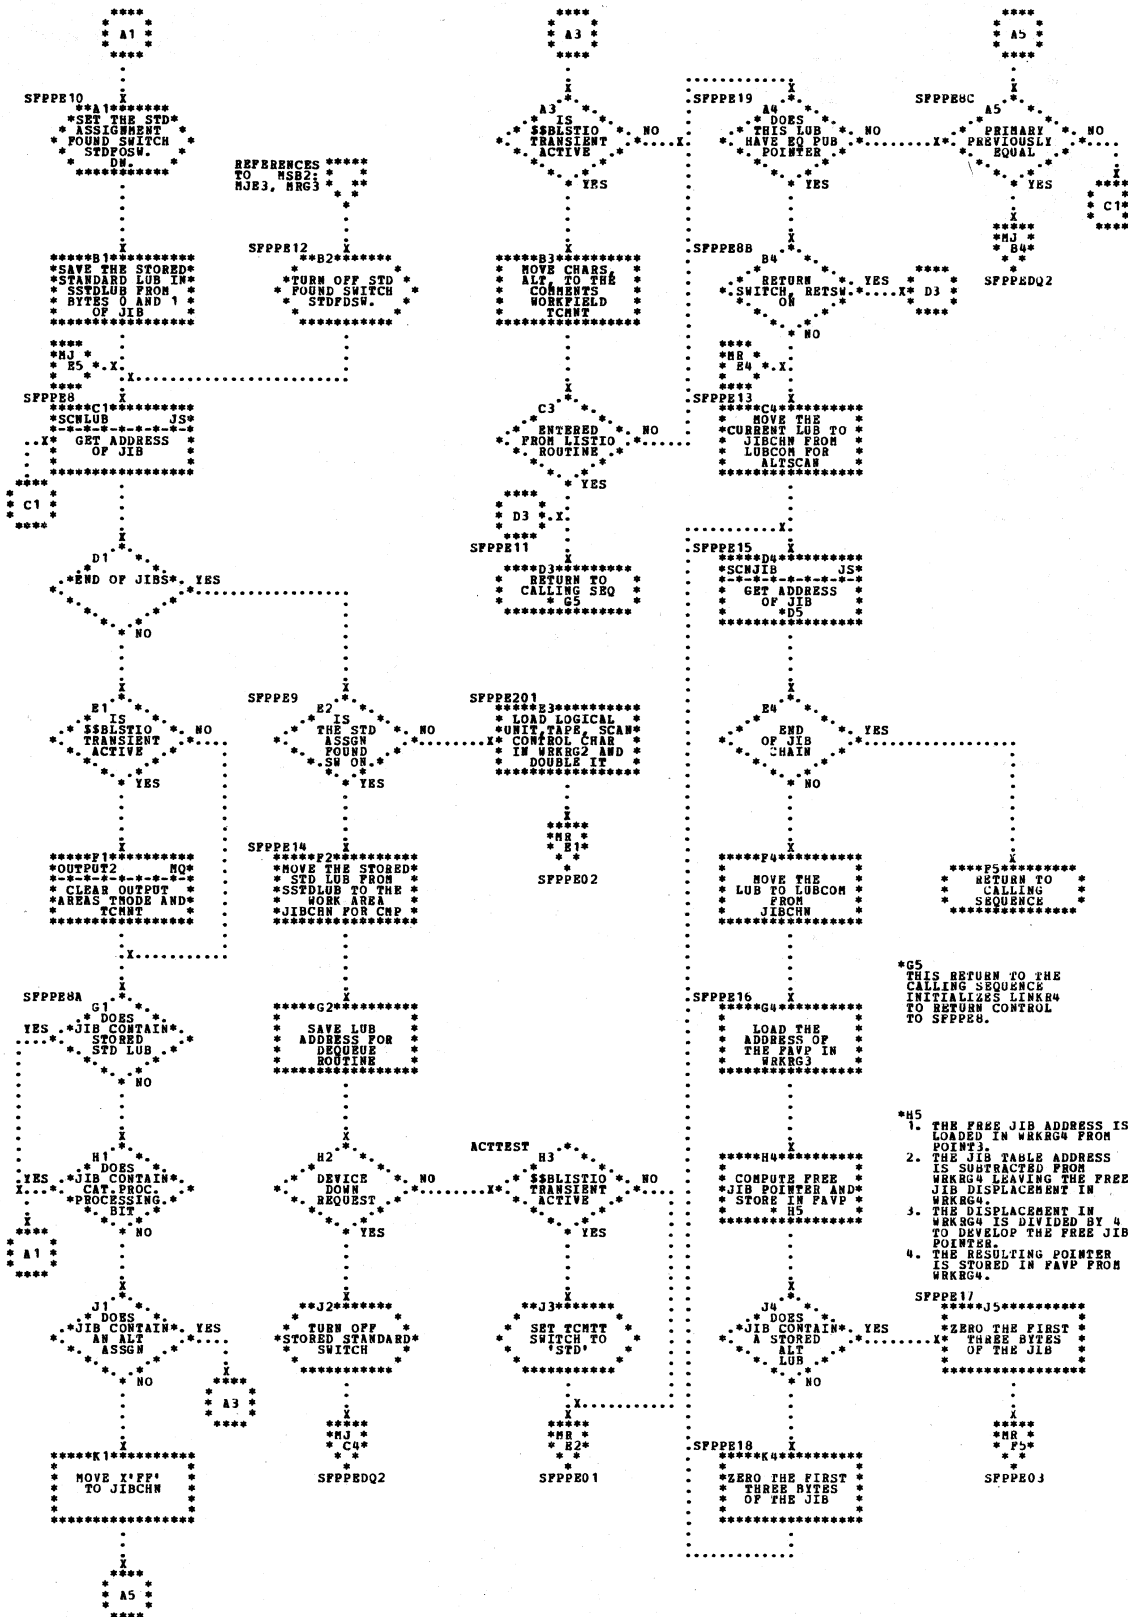 A1
SFPPE10
A1
SET THE STD
ASSIGNMENT
FOUND SWITCH
STDFOSW.
DN.
REFERENCES
TO MSB2:
MJE3, MRG3
B1
SAVE THE STORED
STANDARD LUB IN
SSTDLUB FROM
BYTES 0 AND 1
OF JIB
SFPPE12
B2
TURN OFF STD
FOUND SWITCH
STDFDSW.
MJ
E5
SFPPE8
C1
SCNLUB JS
GET ADDRESS
OF JIB
C1
D1
END OF JIBS
YES
NO
E1
IS
$$BLSTIO
TRANSIENT
ACTIVE
NO
YES
SFPPE9
E2
IS
THE STD
ASSGN
FOUND
SW ON.
NO
YES
SFPPE201
E3
LOAD LOGICAL
UNIT,TAPE, SCAN
CONTROL CHAR
IN WRKRG2 AND
DOUBLE IT
MR
E1
SFPPE02
F1
OUTPUT2 MQ
CLEAR OUTPUT
AREAS TMODE AND
TCMNT
SFPPE14
F2
MOVE THE STORED
STD LUB FROM
SSTDLUB TO THE
WORK AREA
JIBCHN FOR CMP
SFPPE8A
G1
DOES
JIB CONTAIN
STORED
STD LUB
YES
NO
G2
SAVE LUB
ADDRESS FOR
DEQUEUE
ROUTINE
H1
DOES
JIB CONTAIN
CAT.PROC.
PROCESSING
BIT
YES
NO
A1
H2
DEVICE
DOWN
REQUEST
NO
YES
ACTTEST
H3
$$BLISTIO
TRANSIENT
ACTIVE
NO
YES
J1
DOES
JIB CONTAIN
AN ALT
ASSGN
YES
NO
A3
J2
TURN OFF
STORED STANDARD
SWITCH
MJ
C4
SFPPEDQ2
J3
SET TCMTT
SWITCH TO
'STD'
MR
E2
SFPPE01
K1
MOVE X'FF'
TO JIBCHN
A5
A3
A3
IS
$$BLSTIO
TRANSIENT
ACTIVE
NO
YES
B3
MOVE CHARS,
ALT, TO THE
COMMENTS
WORKFIELD
TCMNT
C3
ENTERED
FROM LISTIO
ROUTINE
NO
YES
D3
SFPPE11
D3
RETURN TO
CALLING SEQ
* G5
SFPPE19
A4
DOES
THIS LUB
HAVE EQ PUB
POINTER
NO
YES
SFPPE8B
B4
RETURN
SWITCH, RETSW.
ON
YES
NO
D3
MR
E4
SFPPE13
C4
MOVE THE
CURRENT LUB TO
JIBCHN FROM
LUBCOM FOR
ALTSCAN
SFPPE15
D4
SCNJIB JS
GET ADDRESS
OF JIB
*D5
E4
END
OF JIB
CHAIN
YES
NO
F4
MOVE THE
LUB TO LUBCOM
FROM
JIBCHN
F5
RETURN TO
CALLING
SEQUENCE
SFPPE16
G4
LOAD THE
ADDRESS OF
THE FAVP IN
WRKRG3
H4
COMPUTE FREE
JIB POINTER AND
STORE IN FAVP
* H5
J4
DOES
JIB CONTAIN
A STORED
ALT
LUB
YES
NO
SFPPE18
K4
ZERO THE FIRST
THREE BYTES
OF THE JIB
A5
SFPPE8C
A5
PRIMARY
PREVIOUSLY
EQUAL
NO
YES
C1
MJ
B4
SFPPEDQ2
*G5
THIS RETURN TO THE
CALLING SEQUENCE
INITIALIZES LINKR4
TO RETURN CONTROL
TO SFPPE8.
*H5
1. THE FREE JIB ADDRESS IS
LOADED IN WRKRG4 FROM
POINT3.
2. THE JIB TABLE ADDRESS
IS SUBTRACTED FROM
WRKRG4 LEAVING THE FREE
JIB DISPLACEMENT IN
WRKRG4.
3. THE DISPLACEMENT IN
WRKRG4 IS DIVIDED BY 4
TO DEVELOP THE FREE JIB
POINTER.
4. THE RESULTING POINTER
IS STORED IN FAVP FROM
WRKRG4.
SFPPE17
J5
ZERO THE FIRST
THREE BYTES
OF THE JIB
MR
F5
SFPPE03